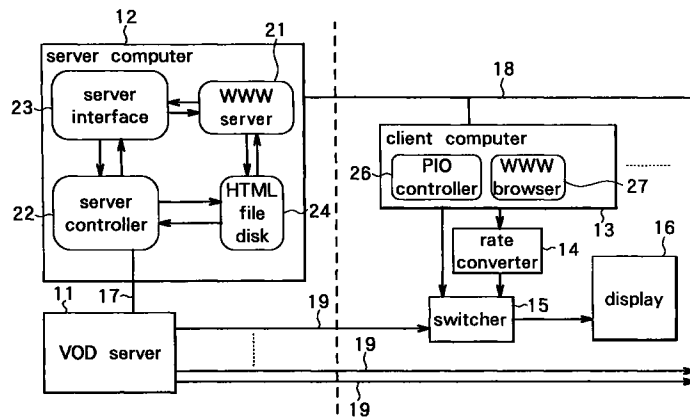 12
server computer
21
23
server
interface
WWW
server
22
server
controller
HTML
file
disk
24
17
11
VOD server
19
19
19
18
client computer
26
PIO
controller
WWW
browser
27
13
rate
converter
14
16
switcher
15
display